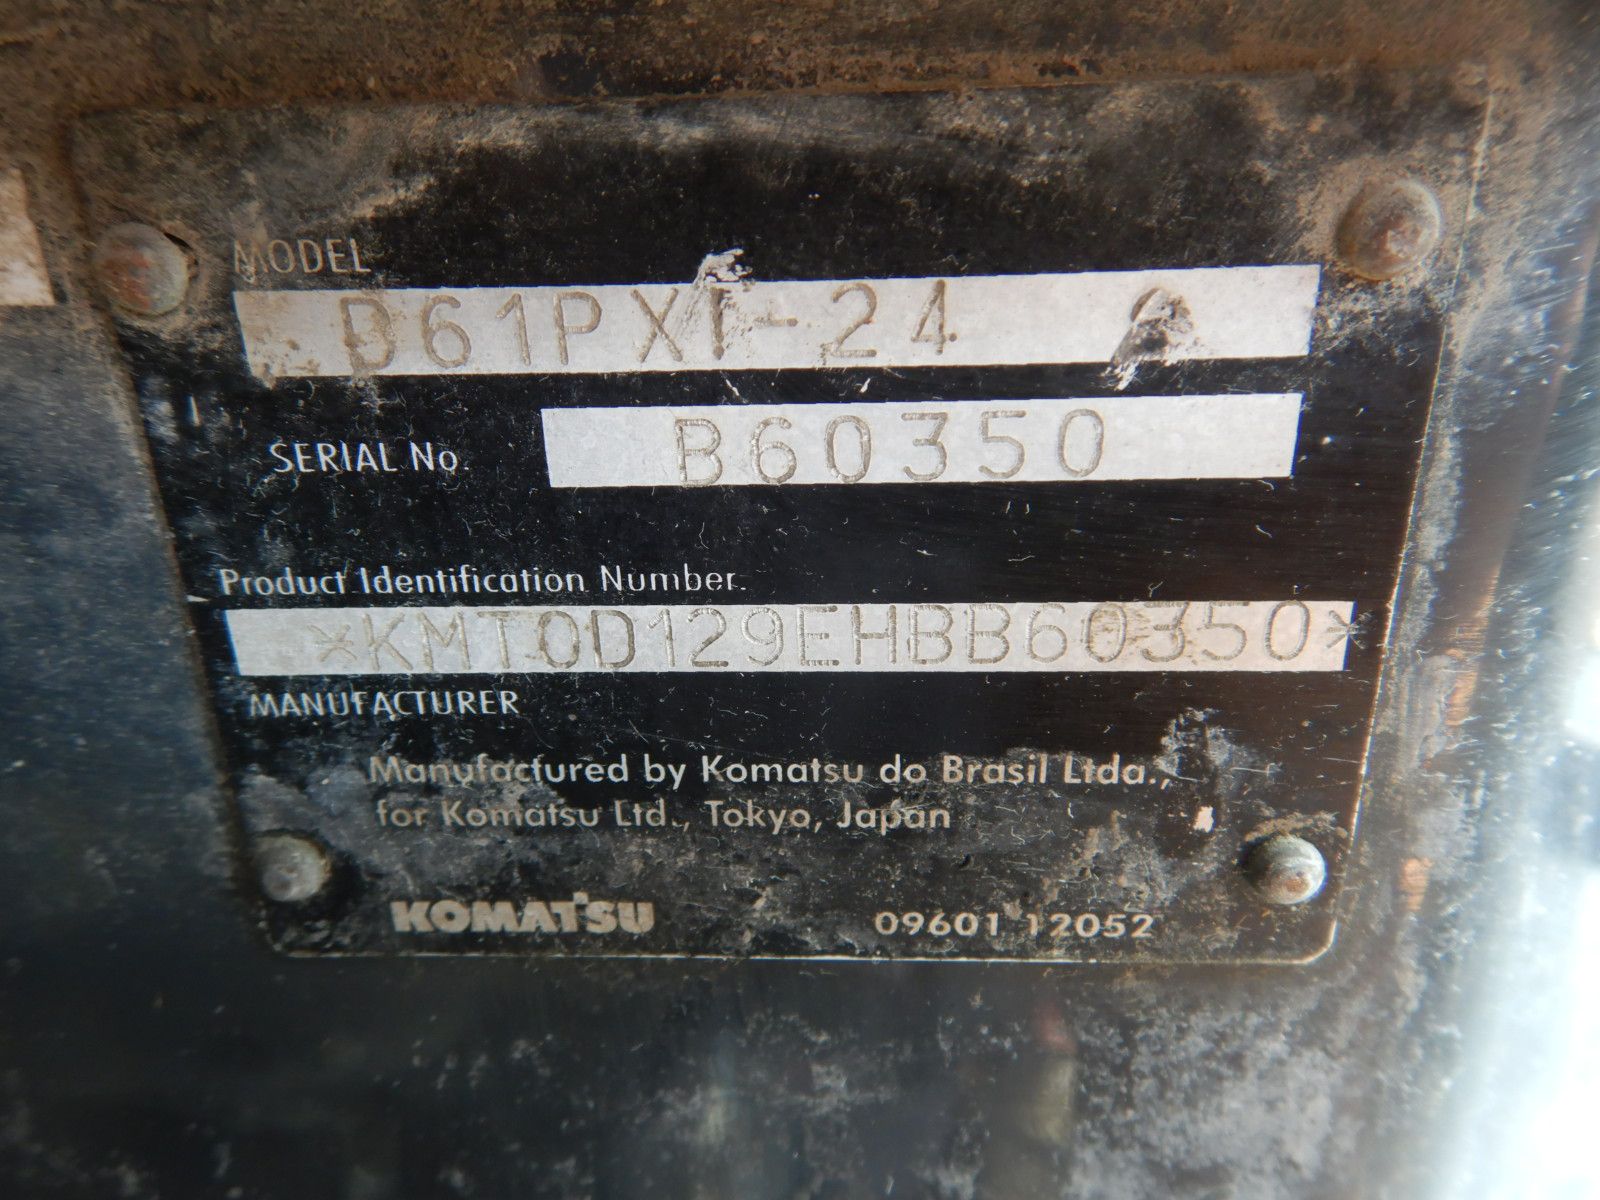 MODEL
D61PXI-24
SERIAL No.
B60350
Product Identification Number
*KMT0D129EHBB60350*
MANUFACTURER
Manufactured by Komatsu do Brasil Ltda.,
for Komatsu Ltd., Tokyo, Japan
KOMATSU 09601 12052